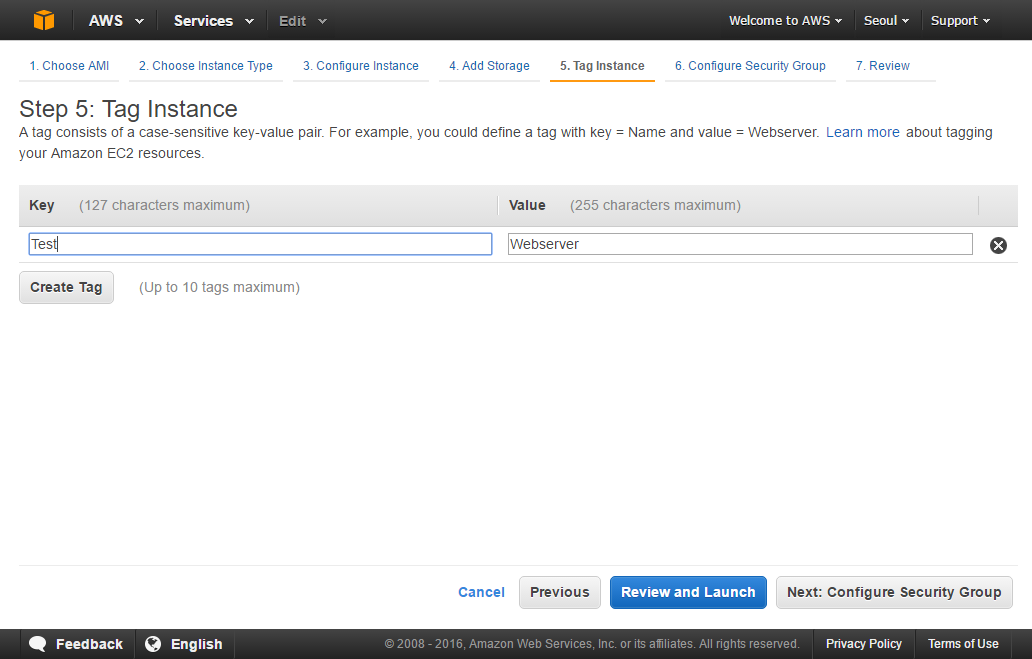 AWS Services Edit Welcome to AWS Seoul Support
1. Choose AMI 2. Choose Instance Type 3. Configure Instance 4. Add Storage 5. Tag Instance 6. Configure Security Group 7. Review
Step 5: Tag Instance
A tag consists of a case-sensitive key-value pair. For example, you could define a tag with key = Name and value = Webserver. Learn more about tagging
your Amazon EC2 resources.
Key (127 characters maximum) Value (255 characters maximum)
Test Webserver
Create Tag (Up to 10 tags maximum)
Cancel Previous Review and Launch Next: Configure Security Group
Feedback English © 2008 - 2016, Amazon Web Services, Inc. or its affiliates. All rights reserved. Privacy Policy Terms of Use